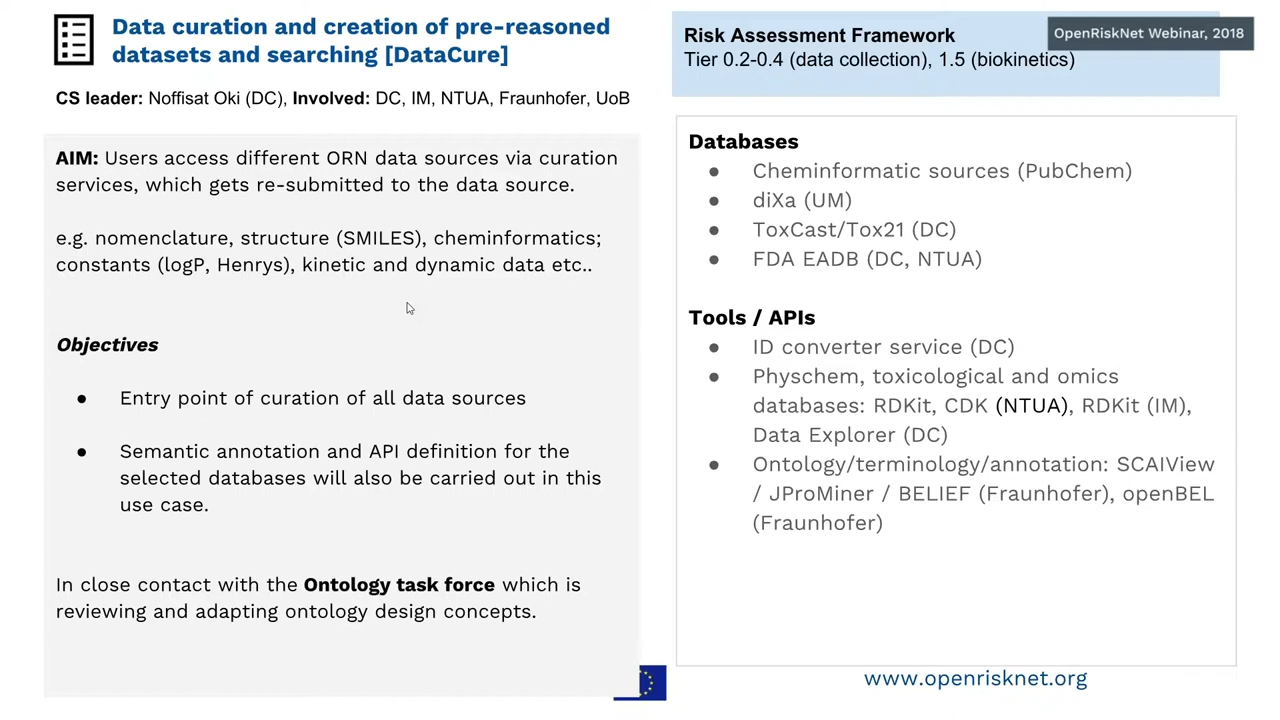 Data curation and creation of pre-reasoned
datasets and searching [DataCure]
CS leader: Noffisat Oki (DC), Involved: DC, IM, NTUA, Fraunhofer, UoB
AIM: Users access different ORN data sources via curation
services, which gets re-submitted to the data source.
e.g. nomenclature, structure (SMILES), cheminformatics;
constants (logP, Henrys), kinetic and dynamic data etc..
Objectives
● Entry point of curation of all data sources
● Semantic annotation and API definition for the
selected databases will also be carried out in this
use case.
In close contact with the Ontology task force which is
reviewing and adapting ontology design concepts.
Risk Assessment Framework
Tier 0.2-0.4 (data collection), 1.5 (biokinetics)
OpenRiskNet Webinar, 2018
Databases
● Cheminformatic sources (PubChem)
● diXa (UM)
● ToxCast/Tox21 (DC)
● FDA EADB (DC, NTUA)
Tools / APIs
● ID converter service (DC)
● Physchem, toxicological and omics
databases: RDKit, CDK (NTUA), RDKit (IM),
Data Explorer (DC)
● Ontology/terminology/annotation: SCAIView
/ JProMiner / BELIEF (Fraunhofer), openBEL
(Fraunhofer)
www.openrisknet.org